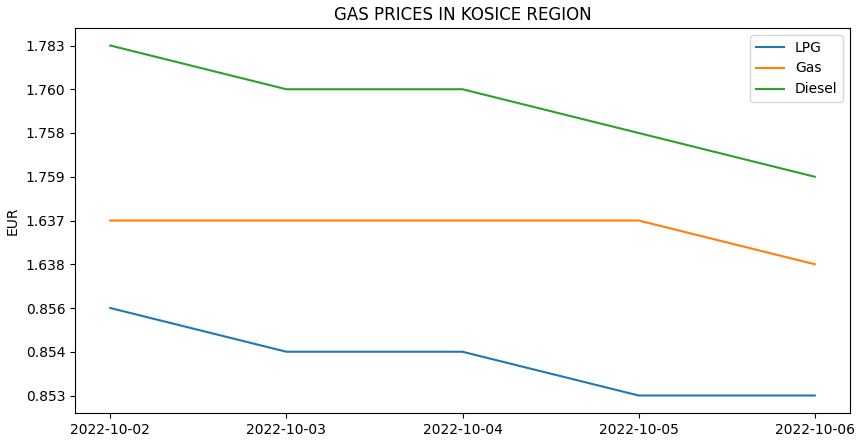 GAS PRICES IN KOSICE REGION
LPG
Gas
Diesel
EUR
1.783
1.760
1.758
1.759
1.637
1.638
0.856
0.854
0.853
2022-10-02 2022-10-03 2022-10-04 2022-10-05 2022-10-06